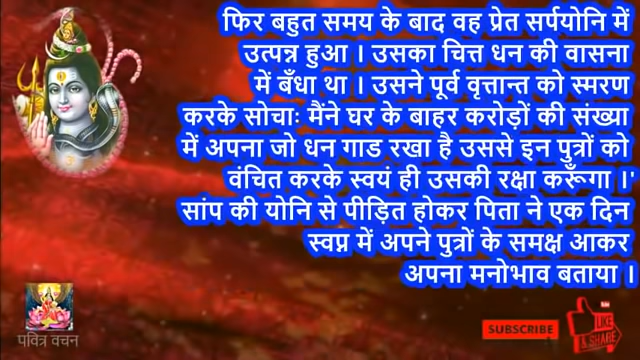 फिर बहुत समय के बाद वह प्रेत सर्पयोनि में
उत्पन्न हुआ । उसका चित्त धन की वासना
में बँधा था । उसने पूर्व वृत्तान्त को स्मरण
करके सोचाः मैंने घर के बाहर करोड़ों की संख्या
में अपना जो धन गाड रखा है उससे इन पुत्रों को
वंचित करके स्वयं ही उसकी रक्षा करूँगा ।'
सांप की योनि से पीड़ित होकर पिता ने एक दिन
स्वप्न में अपने पुत्रों के समक्ष आकर
अपना मनोभाव बताया ।
पवित्र वचन
SUBSCRIBE
LIKE
& SHARE